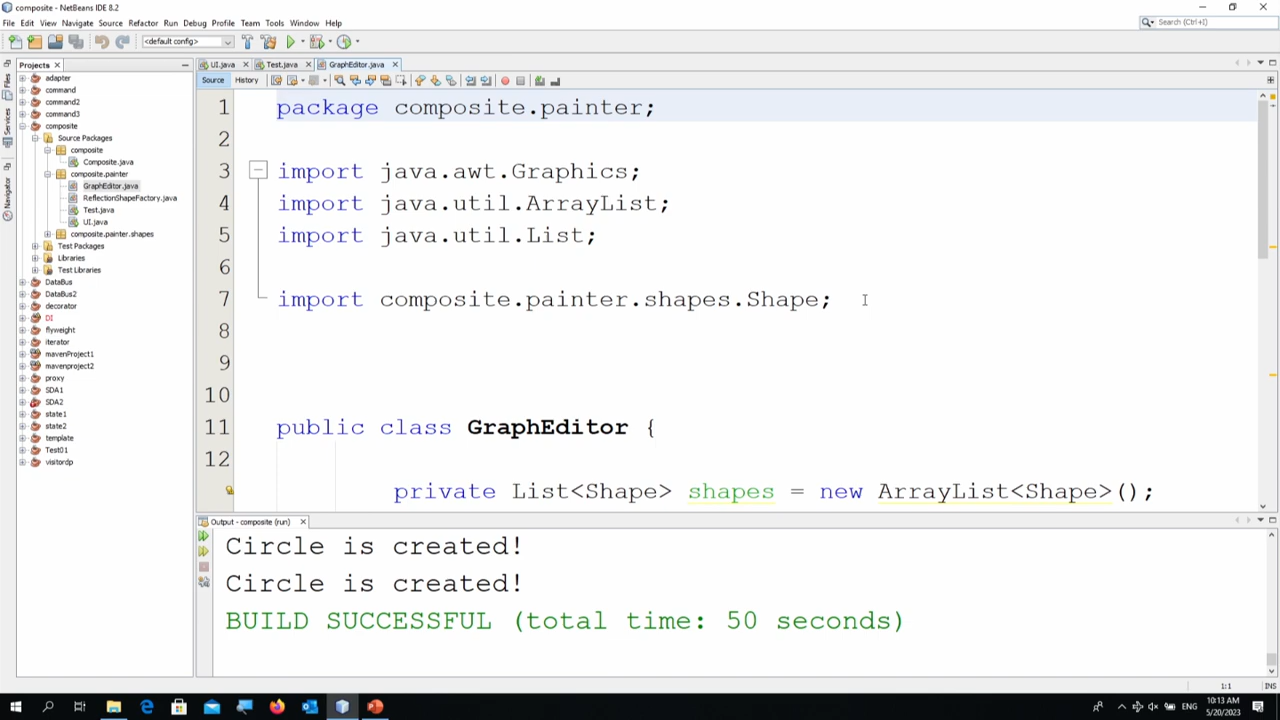 composite - NetBeans IDE 8.2
File Edit View Navigate Source Refactor Run Debug Profile Team Tools Window Help
Search (Ctrl+I)
<default config>
Projects
UI.java
Test.java
GraphEditor.java
Source
History
Files
Services
Navigator
adapter
command
command2
command3
composite
Source Packages
composite
Composite.java
composite.painter
GraphEditor.java
ReflectionShapeFactory.java
Test.java
UI.java
composite.painter.shapes
Test Packages
Libraries
Test Libraries
DataBus
DataBus2
decorator
DI
flyweight
iterator
mavenProject1
mavenproject2
proxy
SDA1
SDA2
state1
state2
template
Test01
visitordp
1 package composite.painter;
2
3 import java.awt.Graphics;
4 import java.util.ArrayList;
5 import java.util.List;
6
7 import composite.painter.shapes.Shape;
8
9
10
11 public class GraphEditor {
12
private List<Shape> shapes = new ArrayList<Shape>();
Output - composite (run)
Circle is created!
Circle is created!
BUILD SUCCESSFUL (total time: 50 seconds)
1:1
INS
ENG
10:13 AM
5/20/2023